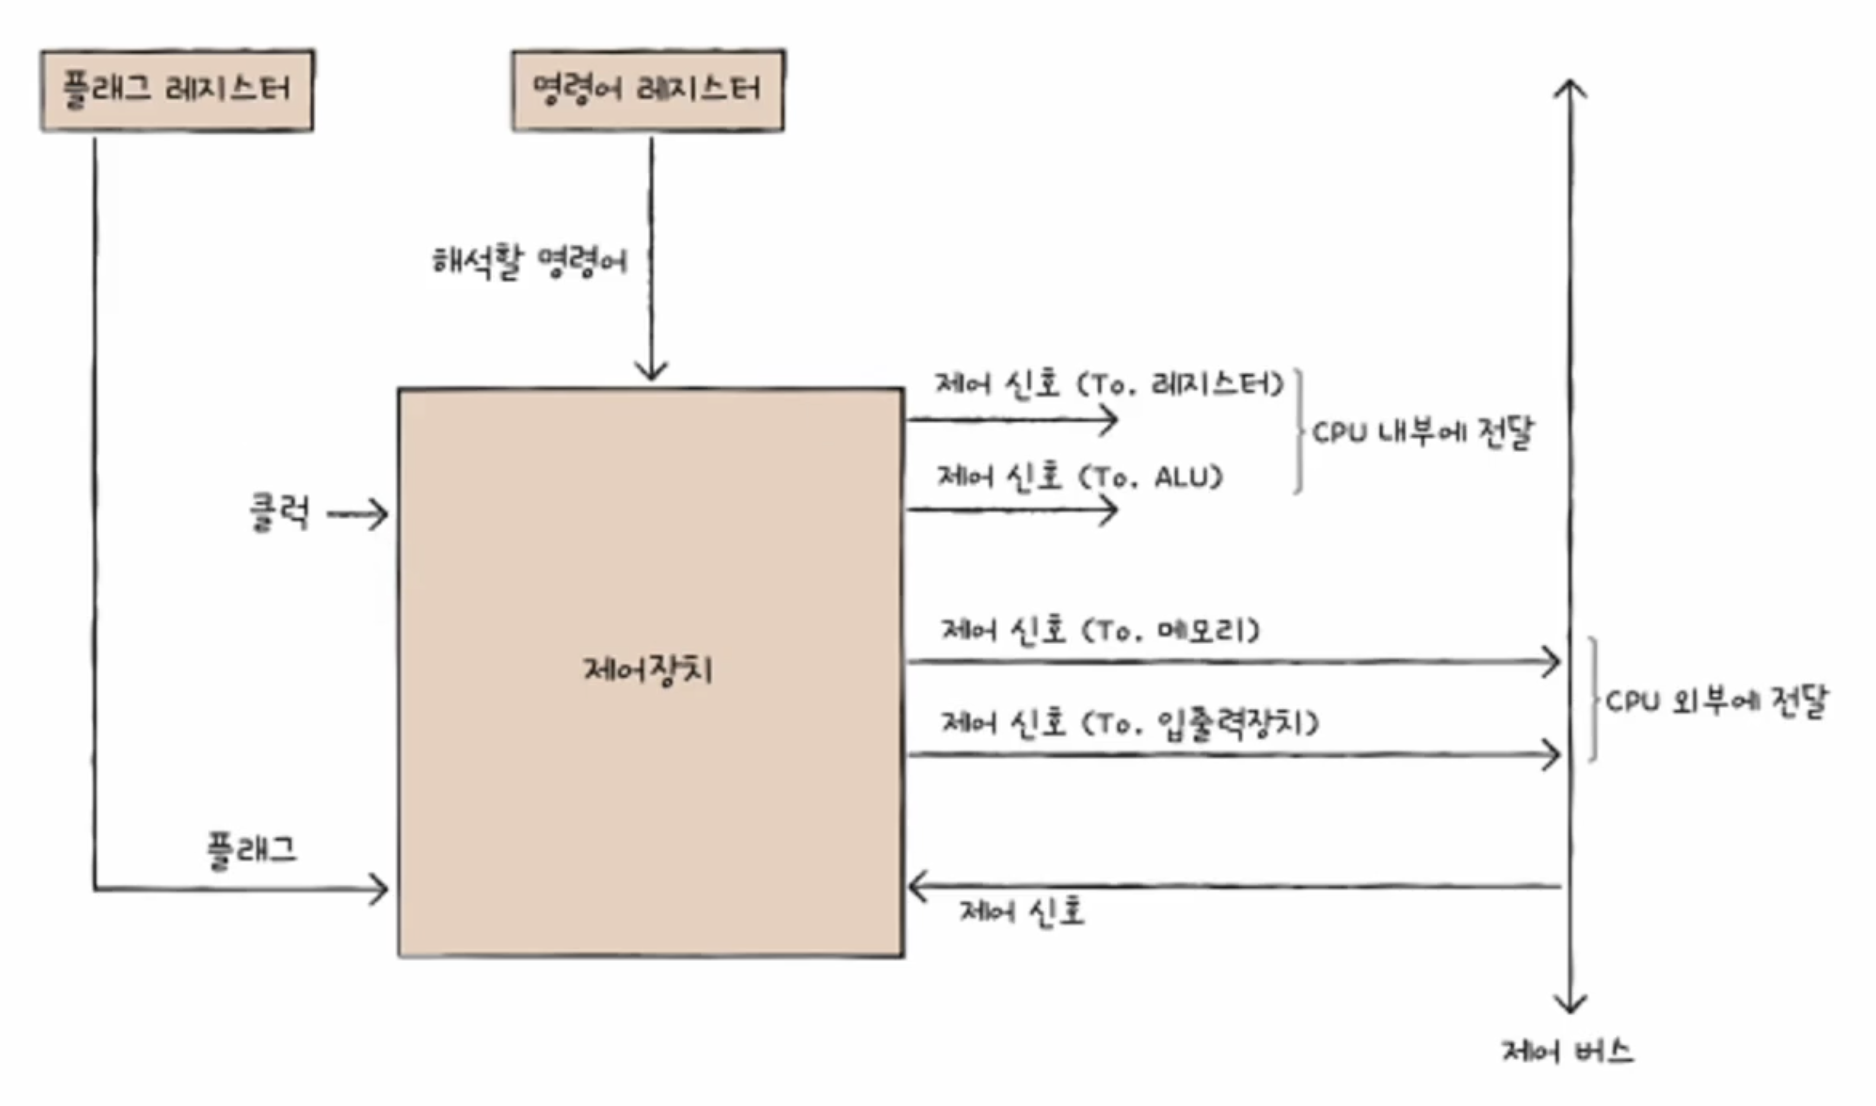 플래그 레지스터
명령어 레지스터
해석할 명령어
제어 신호 (To. 레지스터)
CPU 내부에 전달
제어 신호 (To. ALU)
클럭
제어 신호 (To. 메모리)
제어장치
CPU 외부에 전달
제어 신호 (To. 입출력장치)
플래그
제어 신호
제어 버스